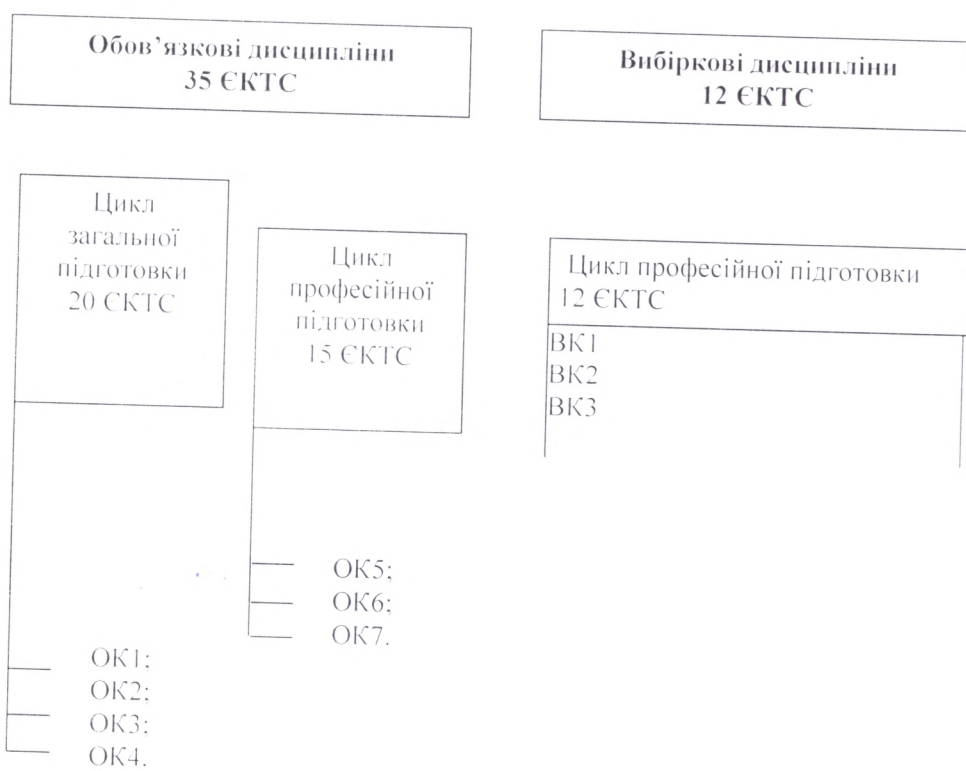 Обов’язкові дисципліни
35 ЄКТС
Вибіркові дисципліни
12 ЄКТС
Цикл
загальної
підготовки
20 ЄКТС
Цикл
професійної
підготовки
15 ЄКТС
Цикл професійної підготовки
12 ЄКТС
ВК1
ВК2
ВК3
ОК5;
ОК6;
ОК7.
ОК1;
ОК2;
ОК3;
ОК4.